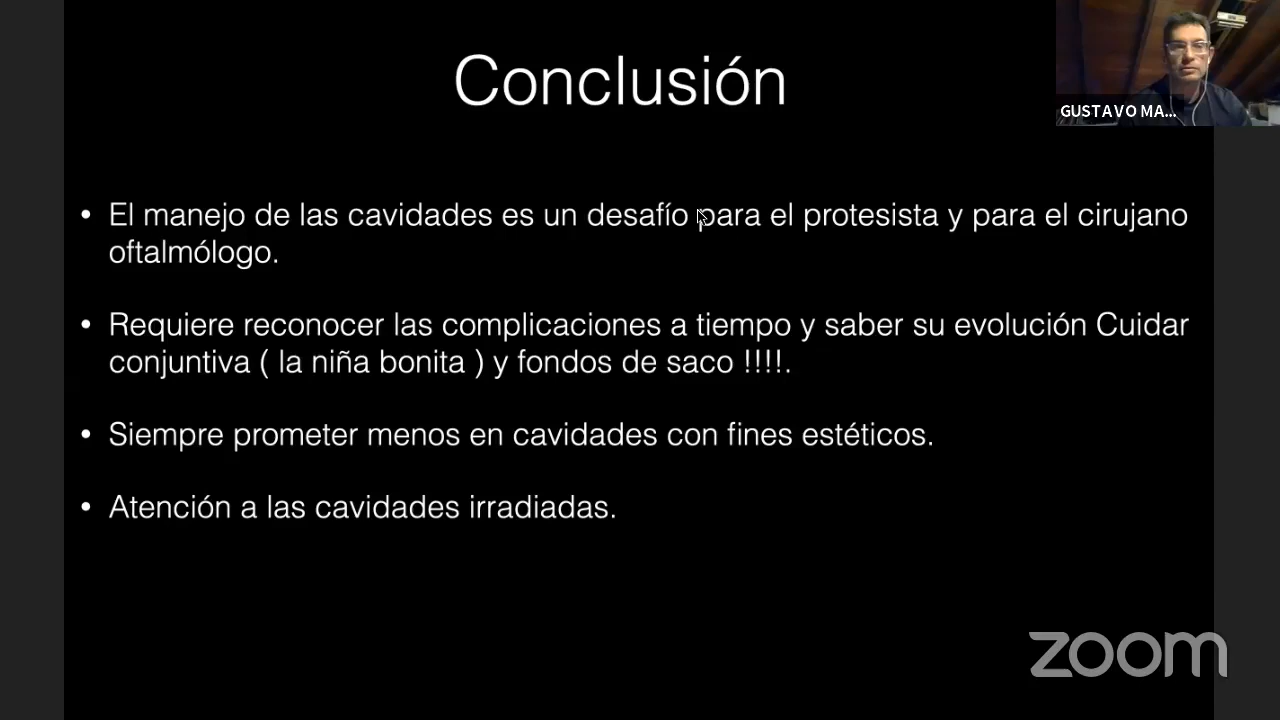 Conclusión
GUSTAVO MA...
• El manejo de las cavidades es un desafío para el protesista y para el cirujano
oftalmólogo.
• Requiere reconocer las complicaciones a tiempo y saber su evolución Cuidar
conjuntiva ( la niña bonita ) y fondos de saco !!!!.
• Siempre prometer menos en cavidades con fines estéticos.
• Atención a las cavidades irradiadas.
zoom